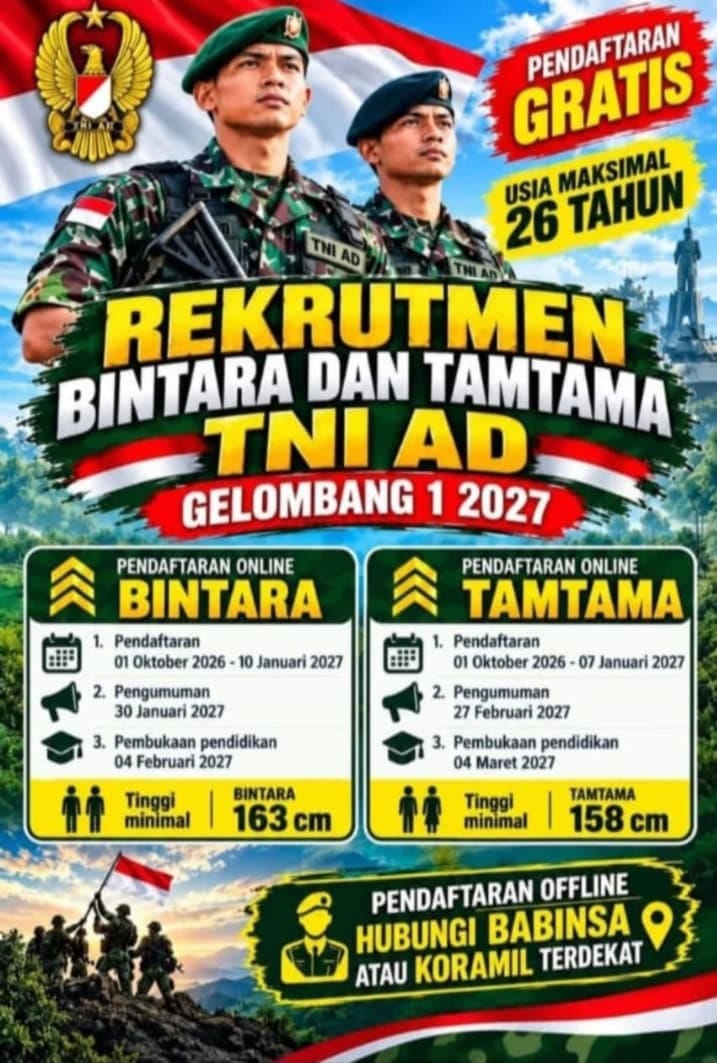 TNI AD
PENDAFTARAN
GRATIS
USIA MAKSIMAL
26 TAHUN
TNI AD
TNI AD
REKRUTMEN
BINTARA DAN TAMTAMA
TNI AD
GELOMBANG 1 2027
PENDAFTARAN ONLINE
BINTARA
1. Pendaftaran
01 Oktober 2026 - 10 Januari 2027
2. Pengumuman
30 Januari 2027
3. Pembukaan pendidikan
04 Februari 2027
Tinggi
minimal
BINTARA
163 cm
PENDAFTARAN ONLINE
TAMTAMA
1. Pendaftaran
01 Oktober 2026 - 07 Januari 2027
2. Pengumuman
27 Februari 2027
3. Pembukaan pendidikan
04 Maret 2027
Tinggi
minimal
TAMTAMA
158 cm
PENDAFTARAN OFFLINE
HUBUNGI BABINSA
ATAU KORAMIL TERDEKAT